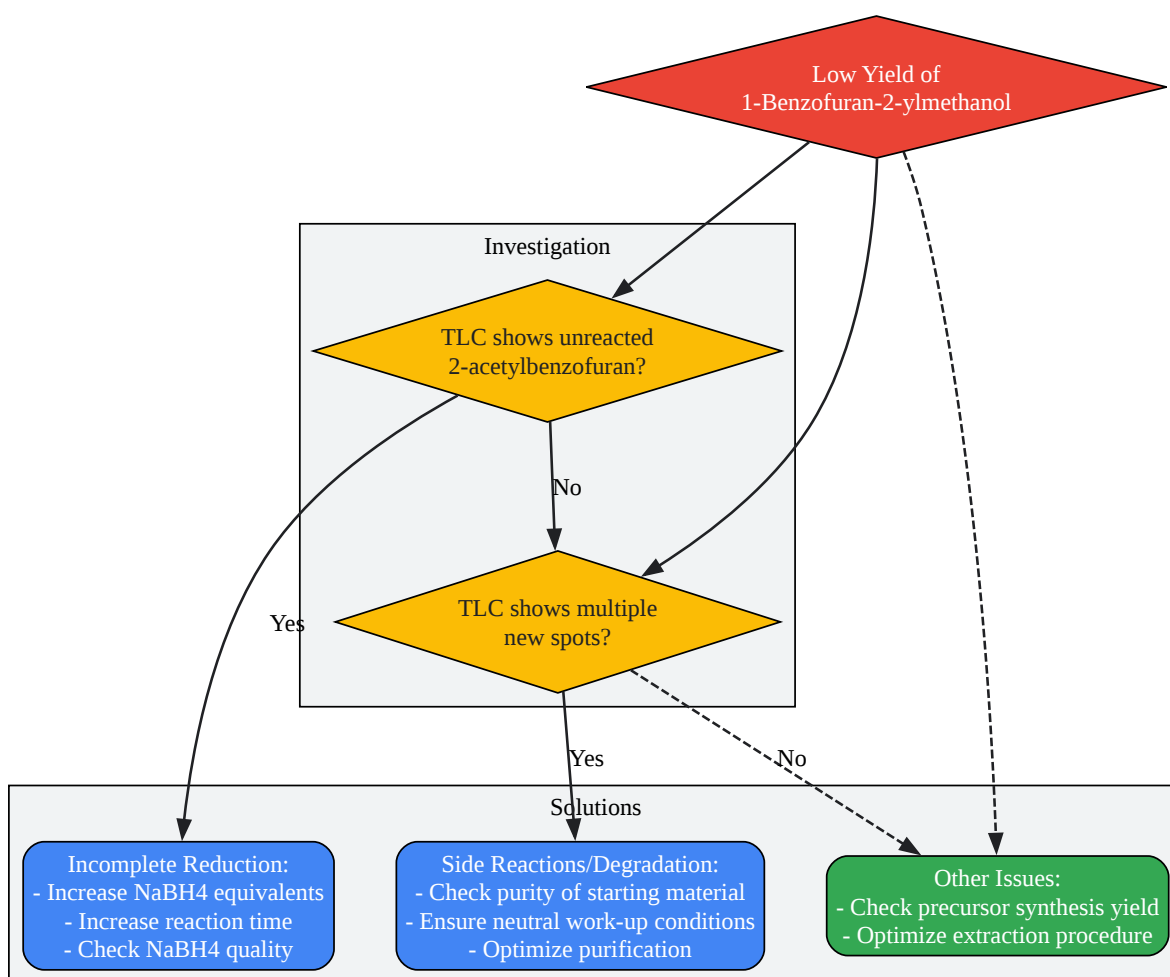 Low Yield of
1-Benzofuran-2-ylmethanol
Investigation
TLC shows unreacted
2-acetylbenzofuran?
No
TLC shows multiple
new spots?
Yes
Yes
No
Solutions
Incomplete Reduction:
- Increase NaBH4 equivalents
- Increase reaction time
- Check NaBH4 quality
Side Reactions/Degradation:
- Check purity of starting material
- Ensure neutral work-up conditions
- Optimize purification
Other Issues:
- Check precursor synthesis yield
- Optimize extraction procedure